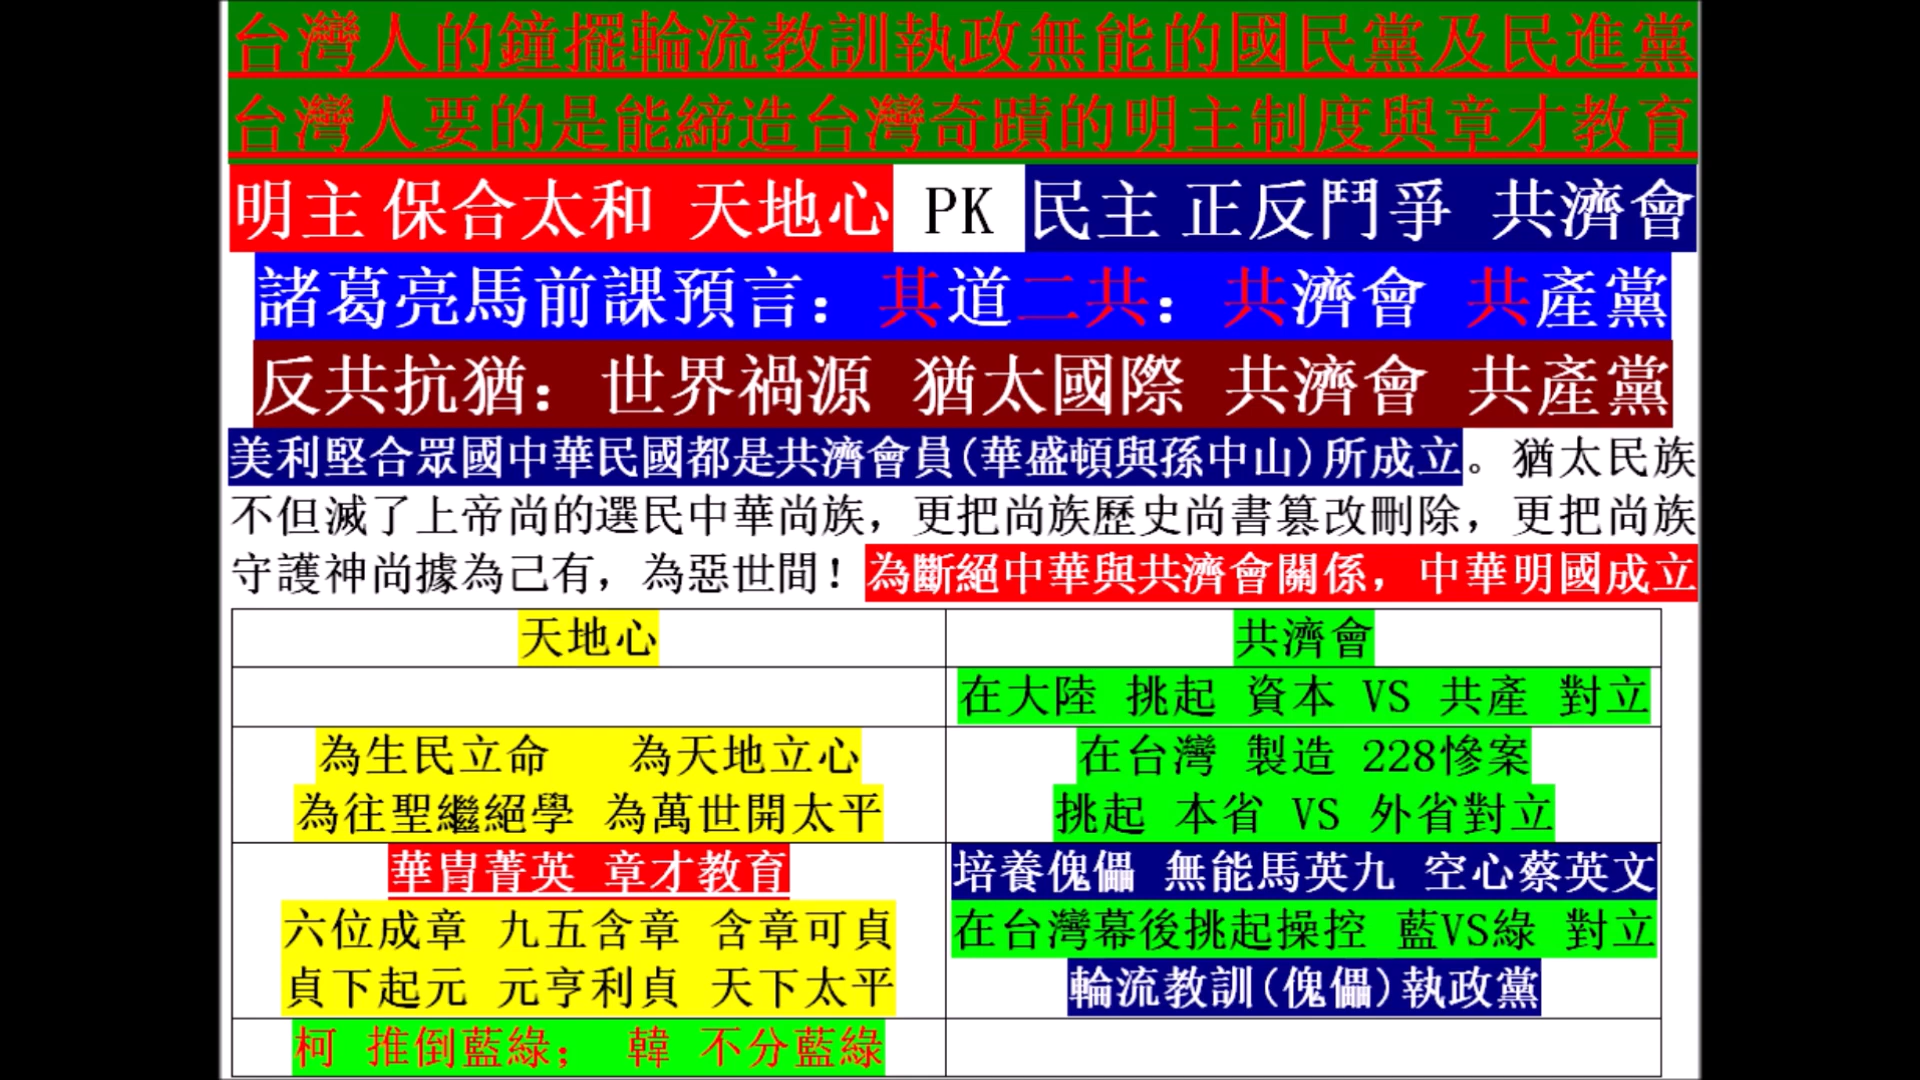 台灣人的鐘擺輪流教訓執政無能的國民黨及民進黨
台灣人要的是能締造台灣奇蹟的明主制度與章才教育
明主 保合太和 天地心 PK 民主 正反鬥爭 共濟會
諸葛亮馬前課預言：其道二共：共濟會 共產黨
反共抗猶：世界禍源 猶太國際 共濟會 共產黨
美利堅合眾國中華民國都是共濟會員(華盛頓與孫中山)所成立。猶太民族
不但滅了上帝尚的選民中華尚族，更把尚族歷史尚書篡改刪除，更把尚族
守護神尚據為己有，為惡世間！為斷絕中華與共濟會關係，中華明國成立
天地心 共濟會
在大陸 挑起 資本 VS 共產 對立
為生民立命 為天地立心 在台灣 製造 228慘案
為往聖繼絕學 為萬世開太平 挑起 本省 VS 外省對立
華胄菁英 章才教育 培養傀儡 無能馬英九 空心蔡英文
六位成章 九五含章 含章可貞 在台灣幕後挑起操控 藍VS綠 對立
貞下起元 元亨利貞 天下太平 輪流教訓(傀儡)執政黨
柯 推倒藍綠； 韓 不分藍綠